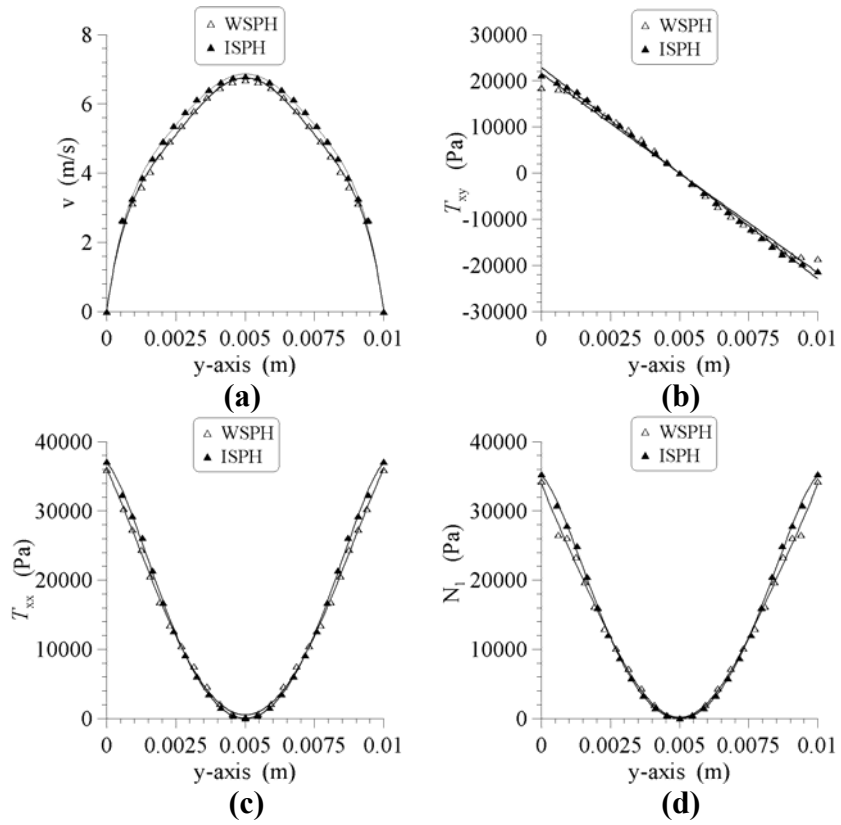 WSPH
ISPH
8
6
4
2
0
v (m/s)
0 0.0025 0.005 0.0075 0.01
y-axis (m)
(a)
WSPH
ISPH
30000
20000
10000
0
-10000
-20000
-30000
Txy (Pa)
0 0.0025 0.005 0.0075 0.01
y-axis (m)
(b)
WSPH
ISPH
40000
30000
20000
10000
0
Txx (Pa)
0 0.0025 0.005 0.0075 0.01
y-axis (m)
(c)
WSPH
ISPH
40000
30000
20000
10000
0
N1 (Pa)
0 0.0025 0.005 0.0075 0.01
y-axis (m)
(d)